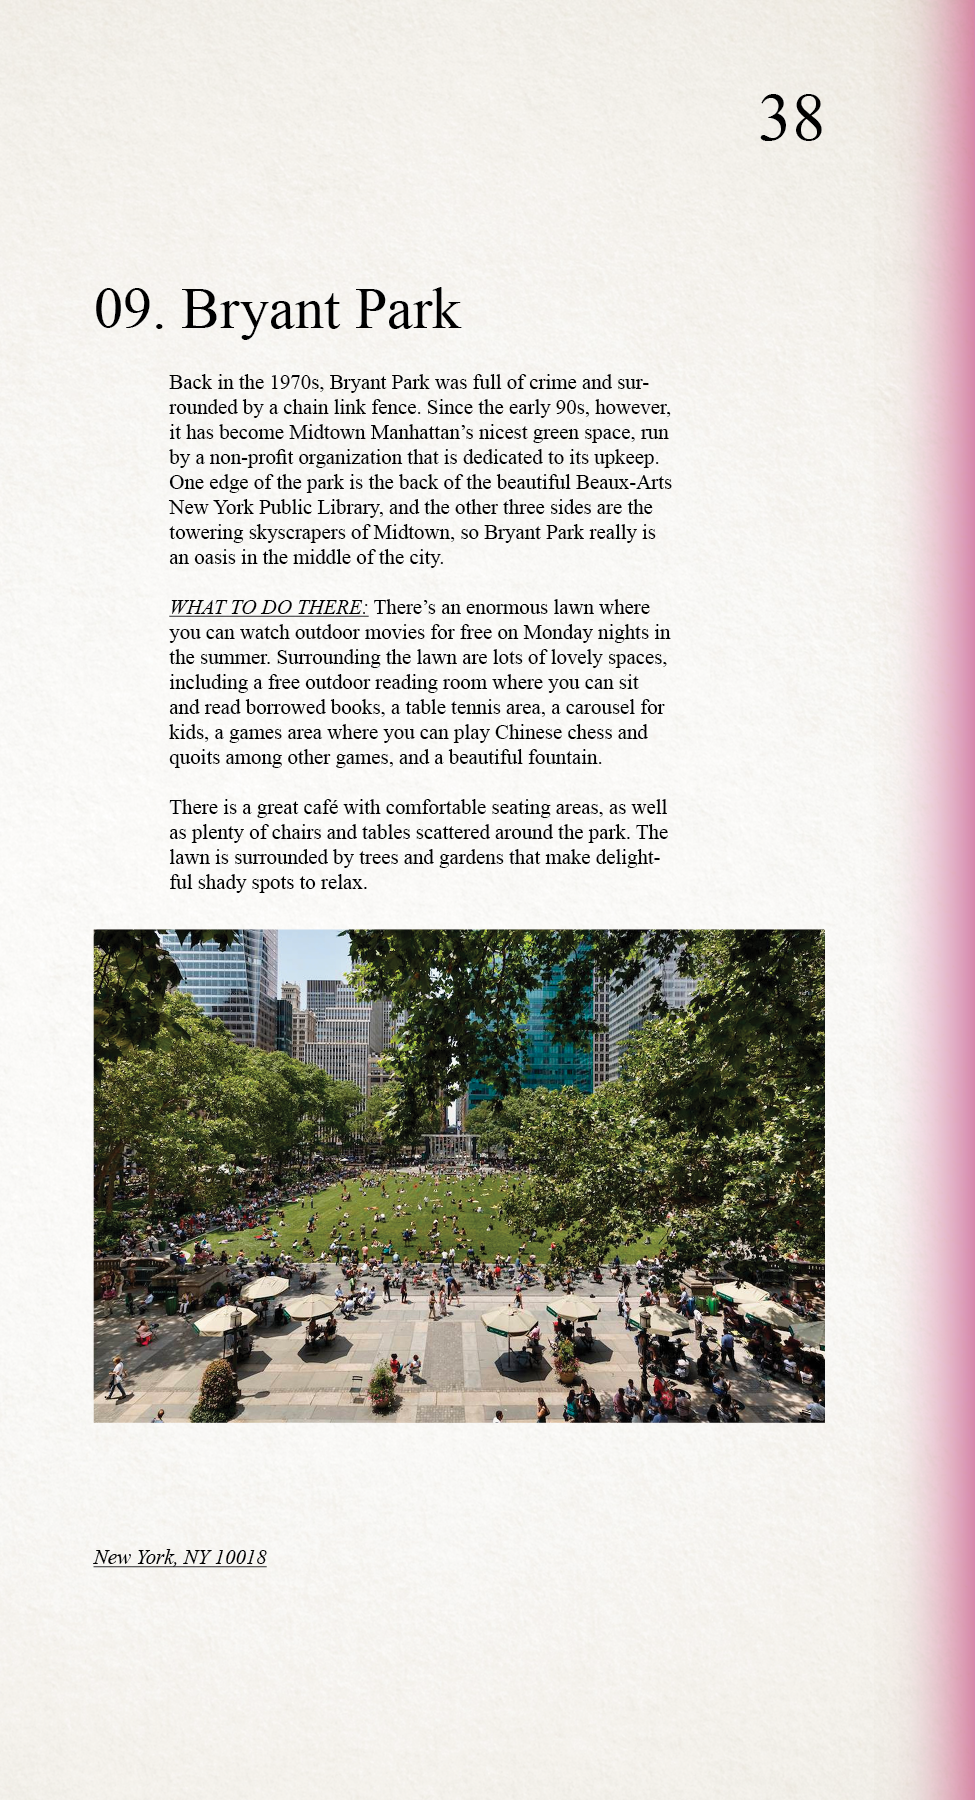 38
09. Bryant Park
Back in the 1970s, Bryant Park was full of crime and sur-
rounded by a chain link fence. Since the early 90s, however,
it has become Midtown Manhattan’s nicest green space, run
by a non-profit organization that is dedicated to its upkeep.
One edge of the park is the back of the beautiful Beaux-Arts
New York Public Library, and the other three sides are the
towering skyscrapers of Midtown, so Bryant Park really is
an oasis in the middle of the city.
WHAT TO DO THERE: There’s an enormous lawn where
you can watch outdoor movies for free on Monday nights in
the summer. Surrounding the lawn are lots of lovely spaces,
including a free outdoor reading room where you can sit
and read borrowed books, a table tennis area, a carousel for
kids, a games area where you can play Chinese chess and
quoits among other games, and a beautiful fountain.
There is a great café with comfortable seating areas, as well
as plenty of chairs and tables scattered around the park. The
lawn is surrounded by trees and gardens that make delight-
ful shady spots to relax.
New York, NY 10018